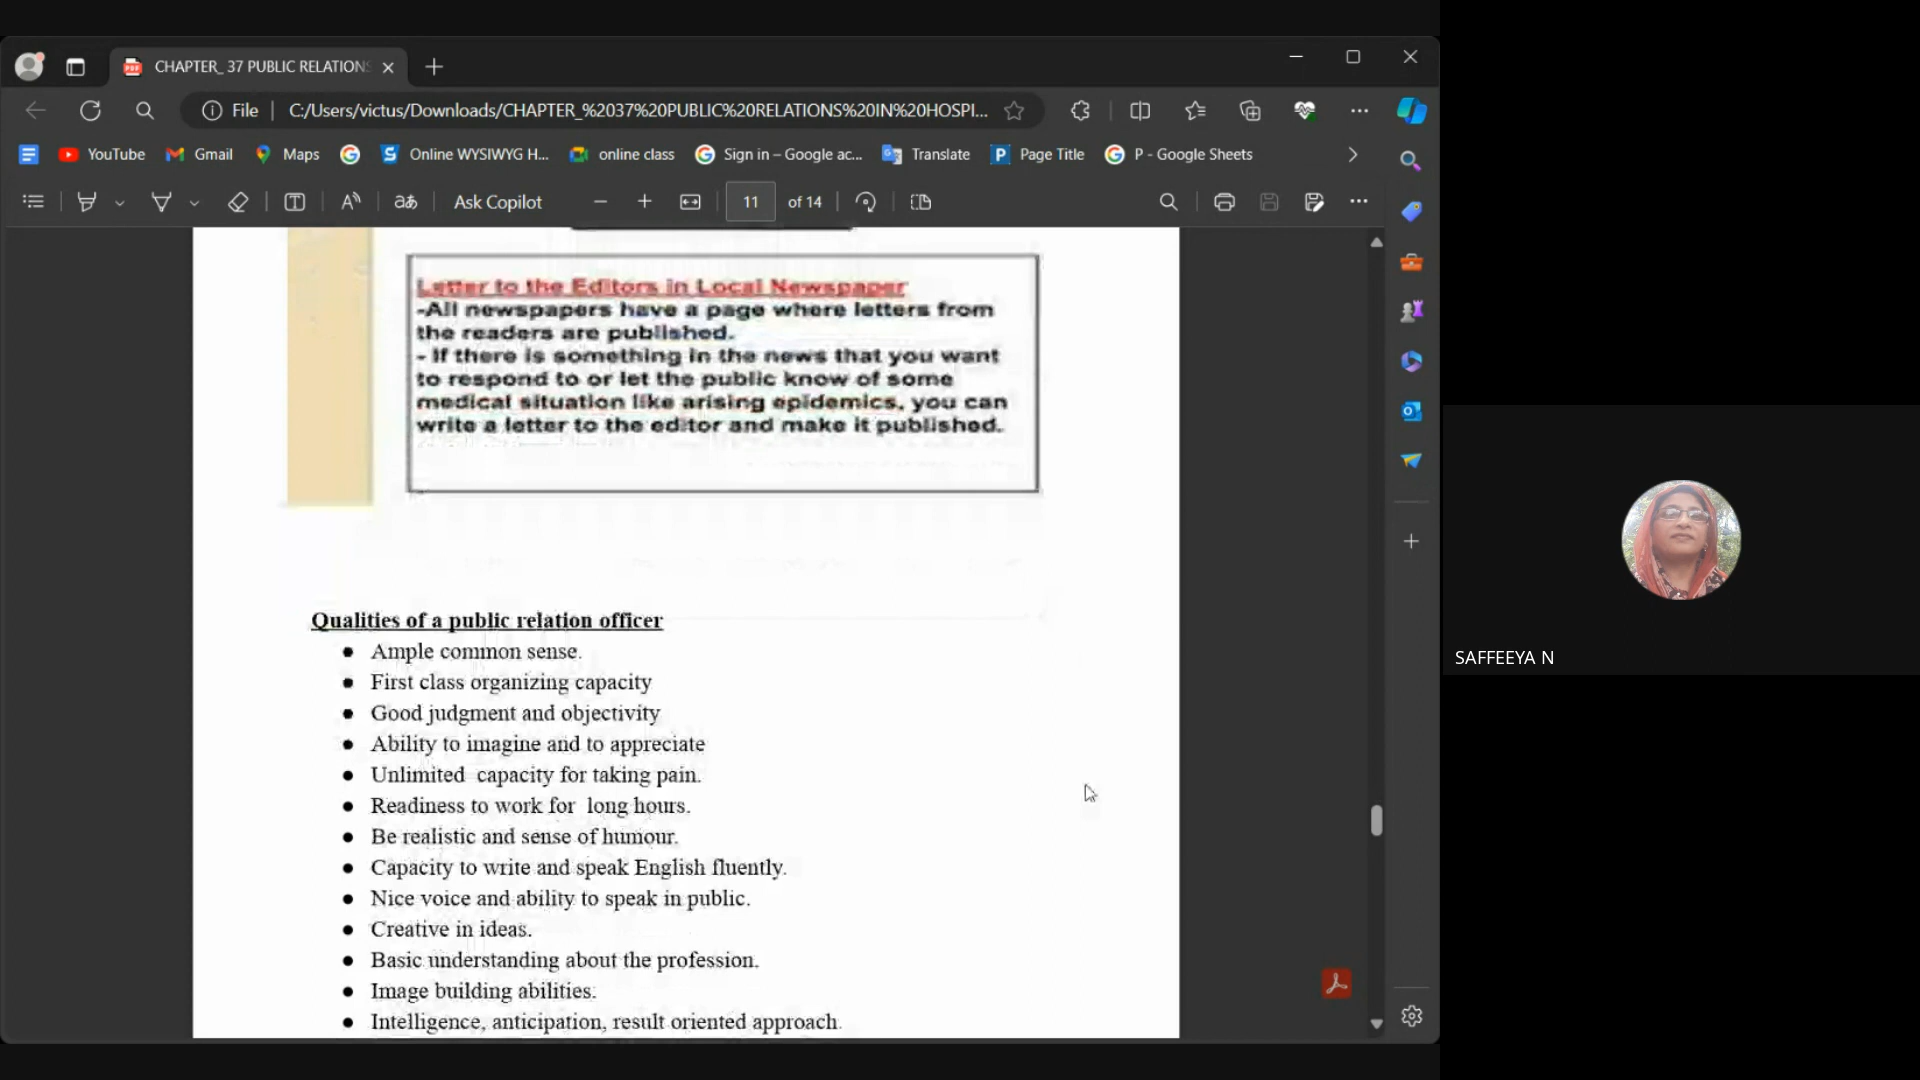 CHAPTER_ 37 PUBLIC RELATIONS
File
C:/Users/victus/Downloads/CHAPTER_%2037%20PUBLIC%20RELATIONS%20IN%20HOSPI...
YouTube
Gmail
Maps
Online WYSIWYG H...
online class
Sign in – Google ac...
Translate
Page Title
P - Google Sheets
Ask Copilot
11
of 14
Letter to the Editors in Local Newspaper
-All newspapers have a page where letters from
the readers are published.
- If there is something in the news that you want
to respond to or let the public know of some
medical situation like arising epidemics, you can
write a letter to the editor and make it published.
Qualities of a public relation officer
● Ample common sense.
● First class organizing capacity
● Good judgment and objectivity
● Ability to imagine and to appreciate
● Unlimited capacity for taking pain.
● Readiness to work for long hours.
● Be realistic and sense of humour.
● Capacity to write and speak English fluently.
● Nice voice and ability to speak in public.
● Creative in ideas.
● Basic understanding about the profession.
● Image building abilities.
● Intelligence, anticipation, result oriented approach.
SAFFEEYA N